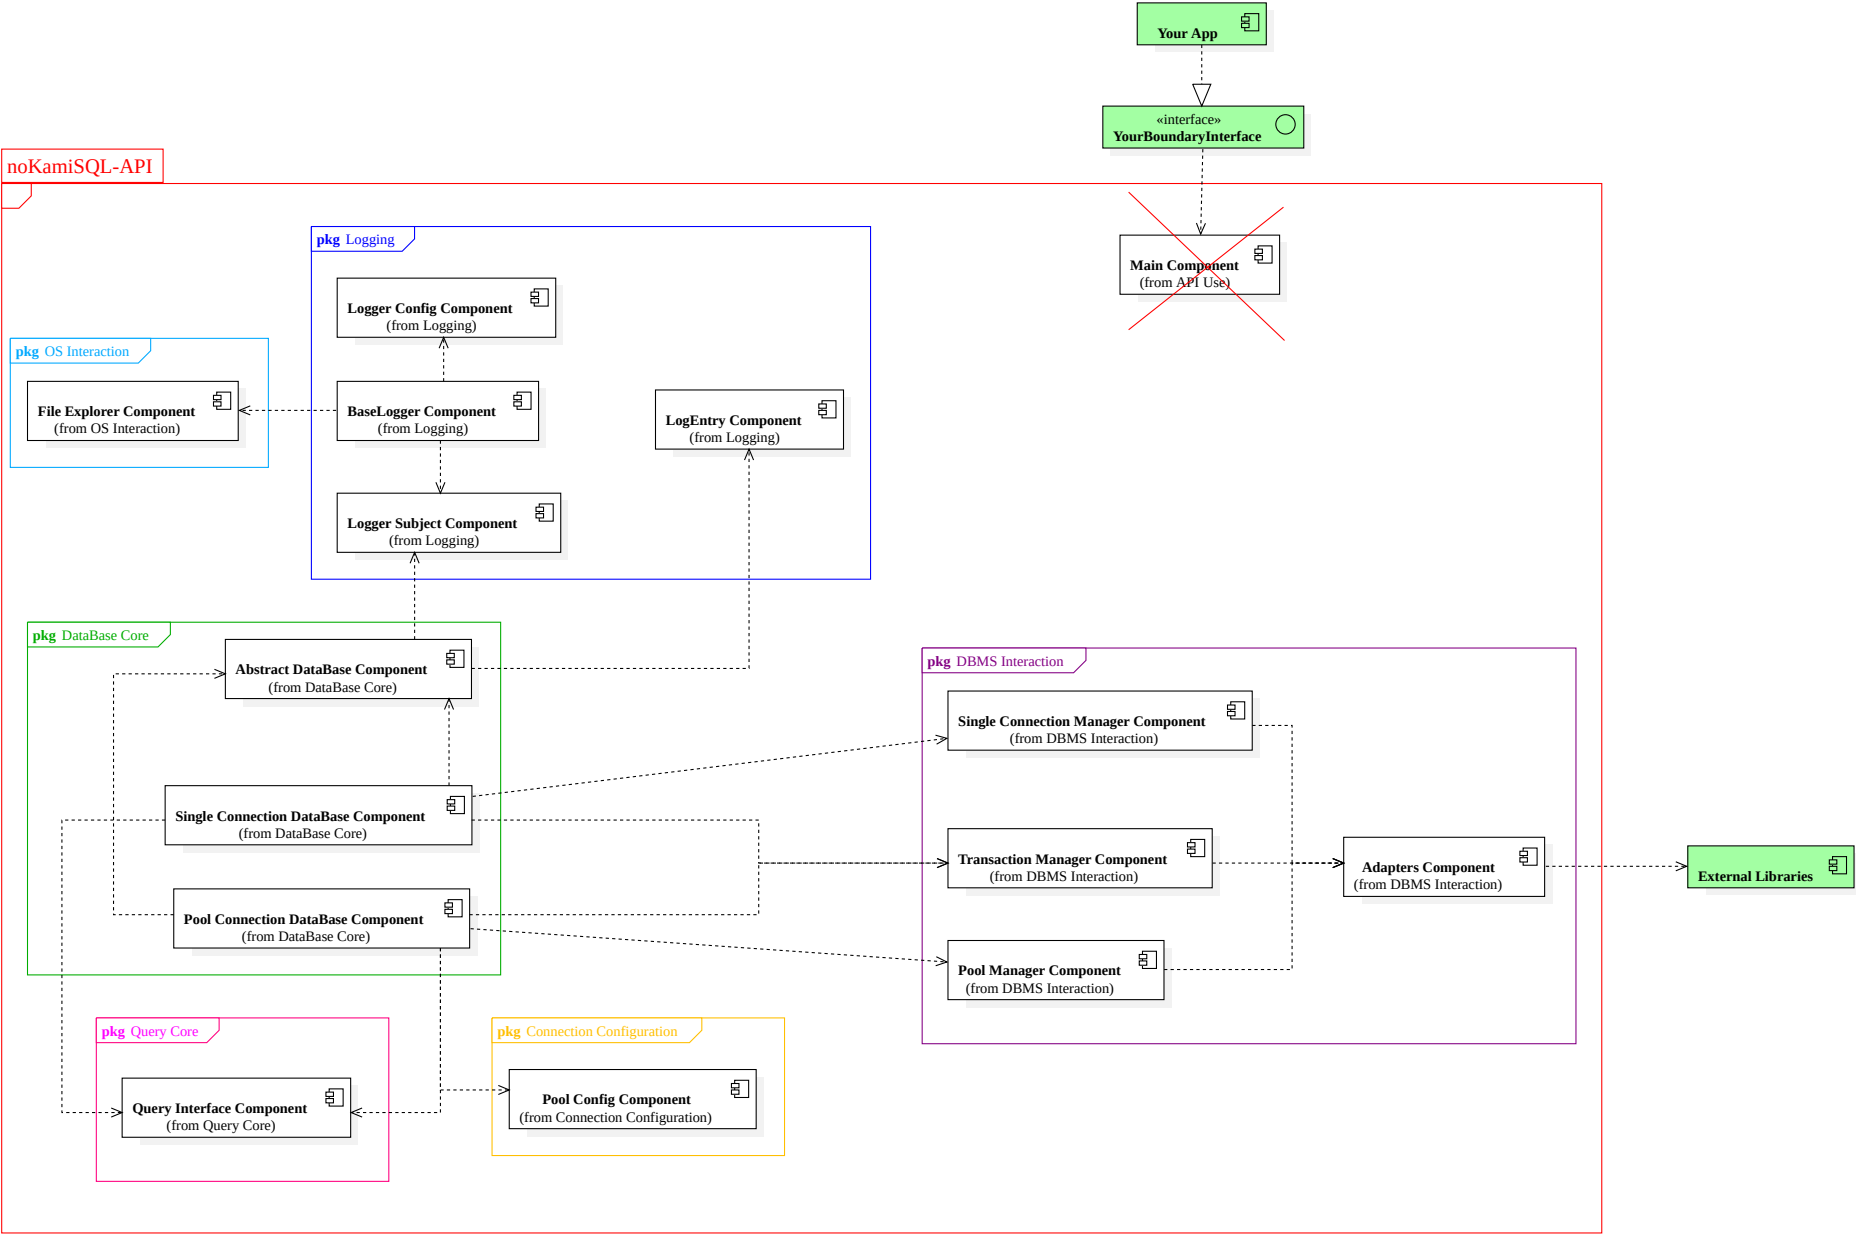 Your App
«interface»
YourBoundaryInterface
noKamiSQL-API
pkg Logging
Main Component
(from API Use)
Logger Config Component
(from Logging)
pkg OS Interaction
File Explorer Component
(from OS Interaction)
BaseLogger Component
(from Logging)
LogEntry Component
(from Logging)
Logger Subject Component
(from Logging)
pkg DataBase Core
Abstract DataBase Component
(from DataBase Core)
pkg DBMS Interaction
Single Connection Manager Component
(from DBMS Interaction)
Single Connection DataBase Component
(from DataBase Core)
Transaction Manager Component
(from DBMS Interaction)
Adapters Component
(from DBMS Interaction)
External Libraries
Pool Connection DataBase Component
(from DataBase Core)
Pool Manager Component
(from DBMS Interaction)
pkg Query Core
pkg Connection Configuration
Query Interface Component
(from Query Core)
Pool Config Component
(from Connection Configuration)